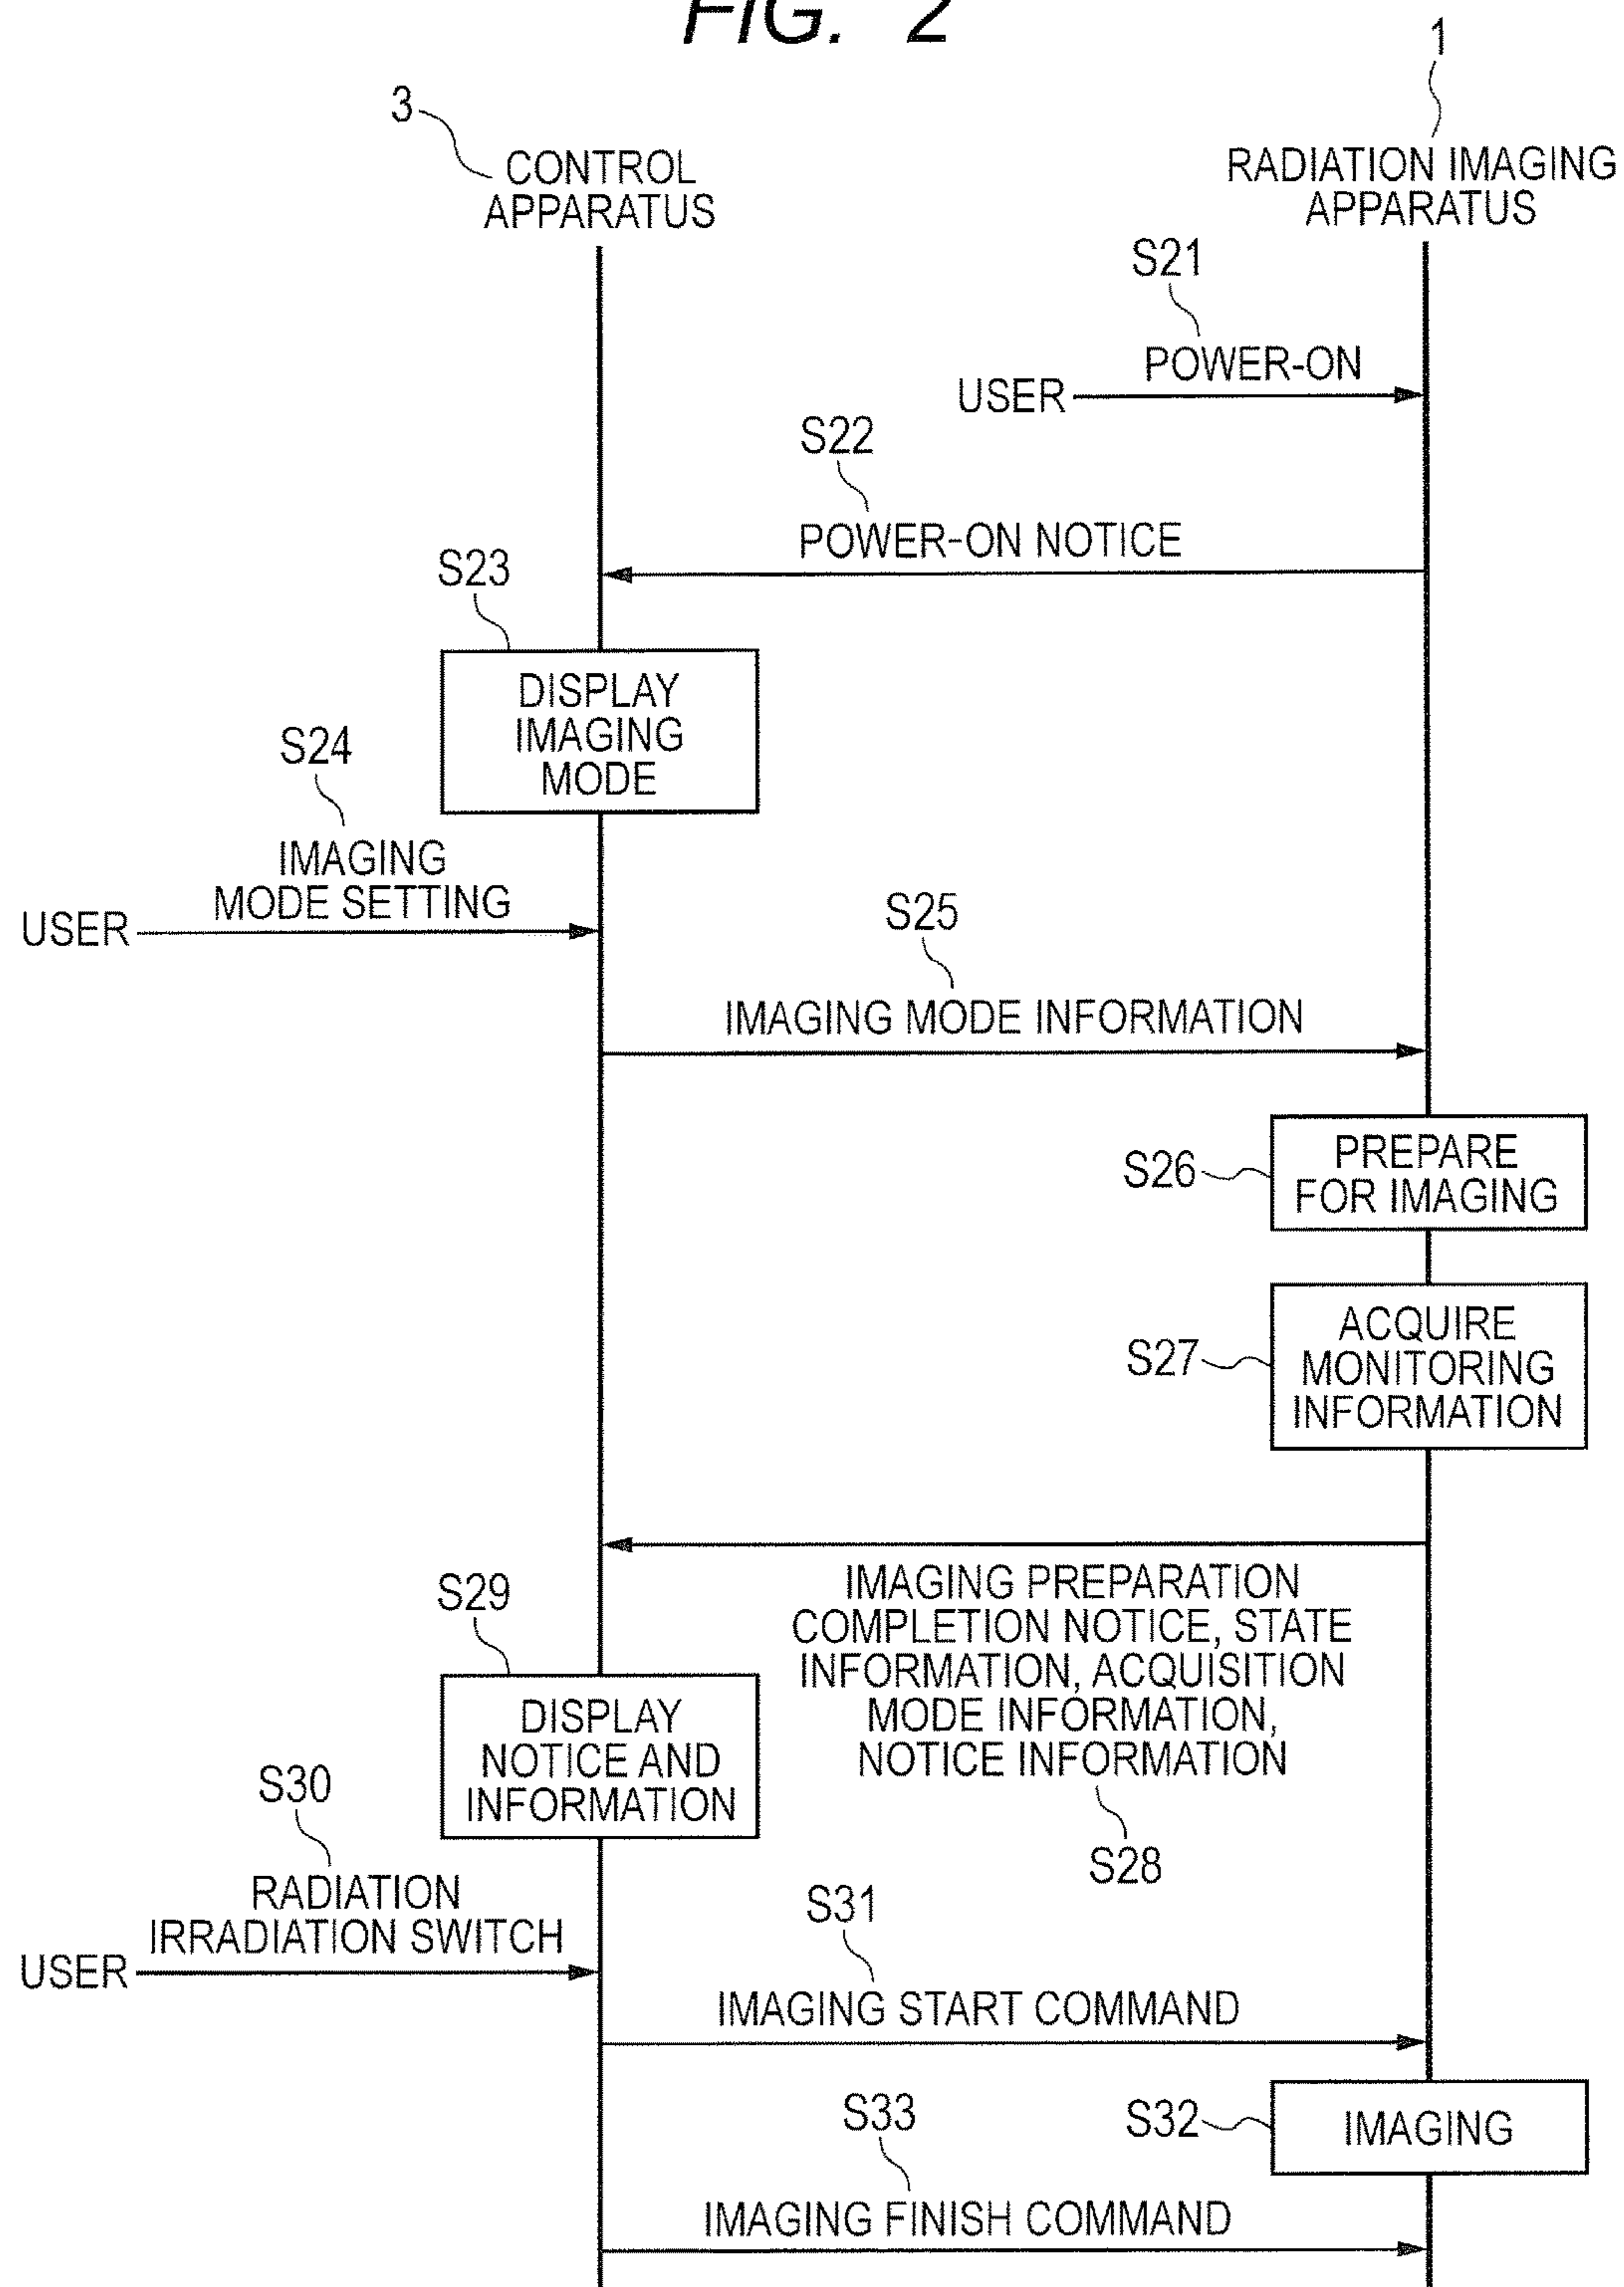 FIG. 2
1
3
CONTROL
APPARATUS
RADIATION IMAGING
APPARATUS
S21
POWER-ON
USER
S22
POWER-ON NOTICE
S23
DISPLAY
IMAGING
MODE
S24
IMAGING
MODE SETTING
USER
S25
IMAGING MODE INFORMATION
S26
PREPARE
FOR IMAGING
S27
ACQUIRE
MONITORING
INFORMATION
IMAGING PREPARATION
COMPLETION NOTICE, STATE
INFORMATION, ACQUISITION
MODE INFORMATION,
NOTICE INFORMATION
S28
S29
DISPLAY
NOTICE AND
INFORMATION
S30
RADIATION
IRRADIATION SWITCH
USER
S31
IMAGING START COMMAND
S32
IMAGING
S33
IMAGING FINISH COMMAND